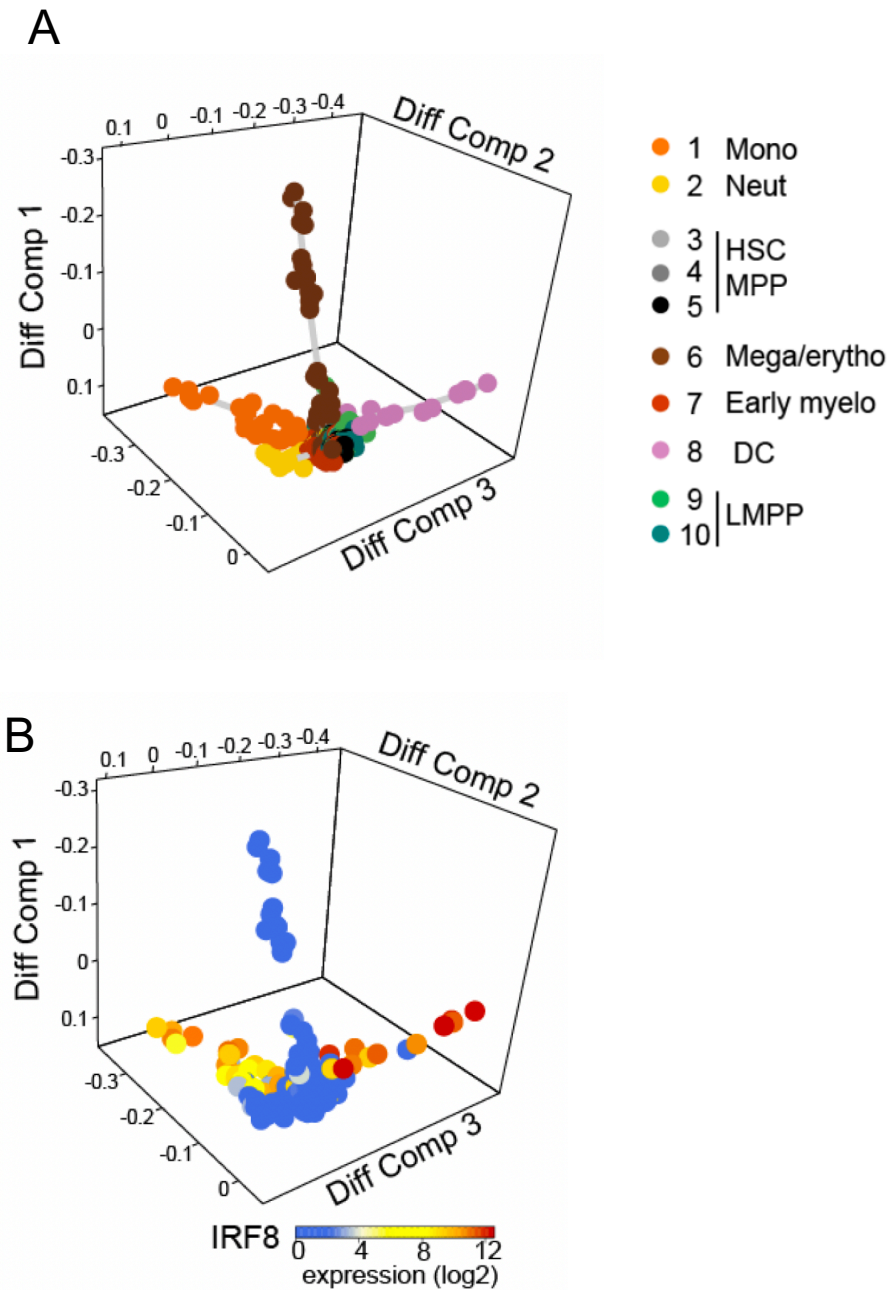 A
0.1 0 -0.1 -0.2 -0.3 -0.4
Diff Comp 2
-0.3
-0.2
-0.1
0
0.1
Diff Comp 1
-0.3
-0.2
-0.1
0
Diff Comp 3
1 Mono
2 Neut
3 HSC
4 MPP
5
6 Mega/erytho
7 Early myelo
8 DC
9 LMPP
10
B
0.1 0 -0.1 -0.2 -0.3 -0.4
Diff Comp 2
-0.3
-0.2
-0.1
0
0.1
Diff Comp 1
-0.3
-0.2
-0.1
0
Diff Comp 3
IRF8
0 4 8 12
expression (log2)